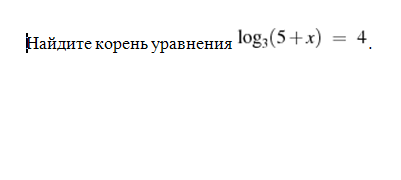 Найдите корень уравнения log₃(5+x) = 4.